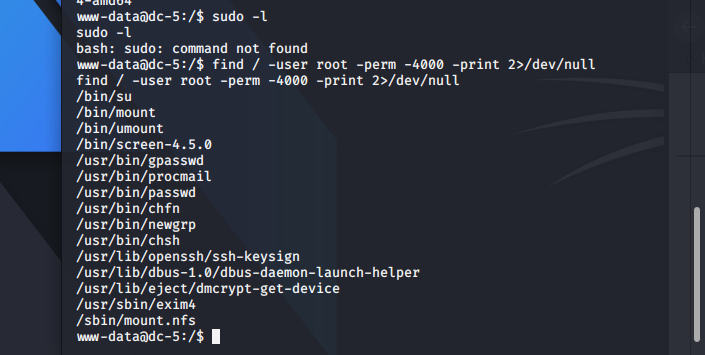 4-amd64
www-data@dc-5:/$ sudo -l
sudo -l
bash: sudo: command not found
www-data@dc-5:/$ find / -user root -perm -4000 -print 2>/dev/null
find / -user root -perm -4000 -print 2>/dev/null
/bin/su
/bin/mount
/bin/umount
/bin/screen-4.5.0
/usr/bin/gpasswd
/usr/bin/procmail
/usr/bin/passwd
/usr/bin/chfn
/usr/bin/newgrp
/usr/bin/chsh
/usr/lib/openssh/ssh-keysign
/usr/lib/dbus-1.0/dbus-daemon-launch-helper
/usr/lib/eject/dmcrypt-get-device
/usr/sbin/exim4
/sbin/mount.nfs
www-data@dc-5:/$